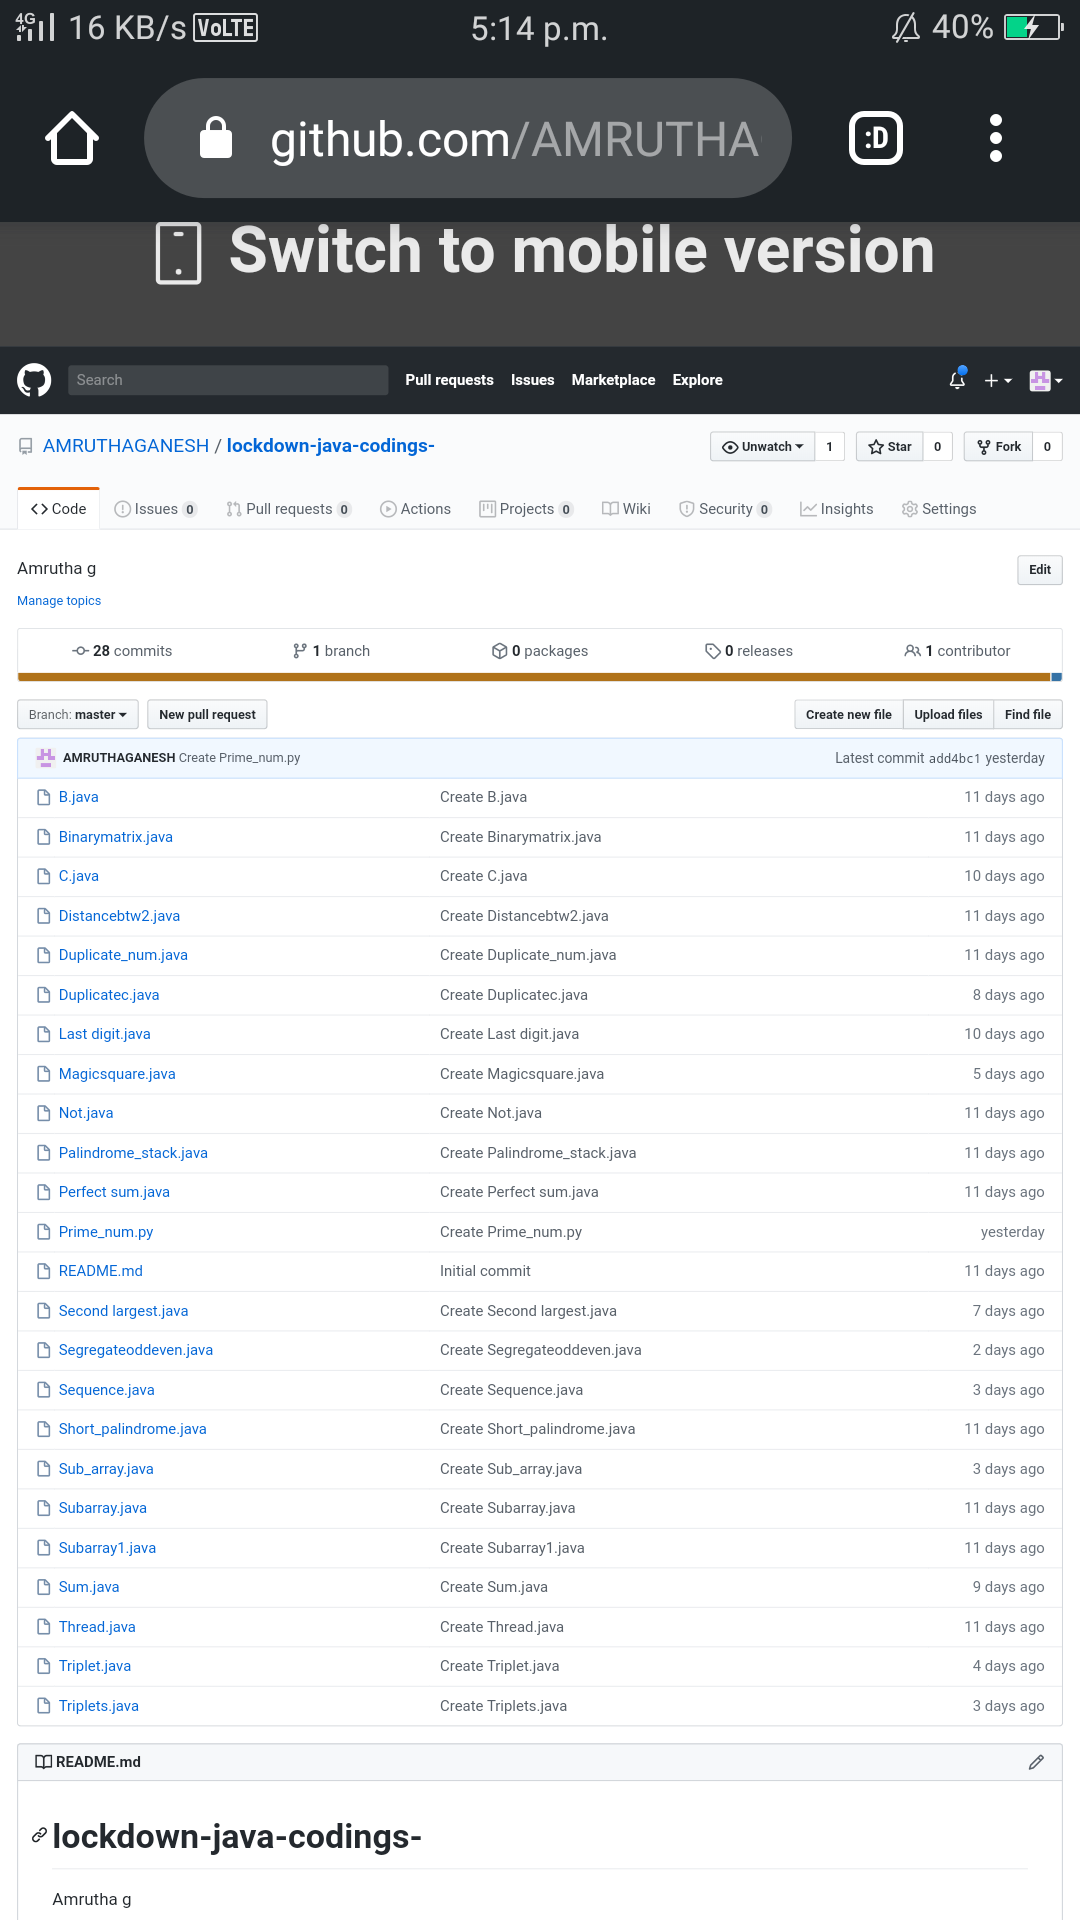 4G 16 KB/s VoLTE 5:14 p.m. 40%
github.com/AMRUTHA :D
Switch to mobile version
Search Pull requests Issues Marketplace Explore
AMRUTHAGANESH / lockdown-java-codings- Unwatch 1 Star 0 Fork 0
Code Issues 0 Pull requests 0 Actions Projects 0 Wiki Security 0 Insights Settings
Amrutha g Edit
Manage topics
28 commits 1 branch 0 packages 0 releases 1 contributor
Branch: master New pull request Create new file Upload files Find file
AMRUTHAGANESH Create Prime_num.py Latest commit add4bc1 yesterday
B.java Create B.java 11 days ago
Binarymatrix.java Create Binarymatrix.java 11 days ago
C.java Create C.java 10 days ago
Distancebtw2.java Create Distancebtw2.java 11 days ago
Duplicate_num.java Create Duplicate_num.java 11 days ago
Duplicatec.java Create Duplicatec.java 8 days ago
Last digit.java Create Last digit.java 10 days ago
Magicsquare.java Create Magicsquare.java 5 days ago
Not.java Create Not.java 11 days ago
Palindrome_stack.java Create Palindrome_stack.java 11 days ago
Perfect sum.java Create Perfect sum.java 11 days ago
Prime_num.py Create Prime_num.py yesterday
README.md Initial commit 11 days ago
Second largest.java Create Second largest.java 7 days ago
Segregateoddeven.java Create Segregateoddeven.java 2 days ago
Sequence.java Create Sequence.java 3 days ago
Short_palindrome.java Create Short_palindrome.java 11 days ago
Sub_array.java Create Sub_array.java 3 days ago
Subarray.java Create Subarray.java 11 days ago
Subarray1.java Create Subarray1.java 11 days ago
Sum.java Create Sum.java 9 days ago
Thread.java Create Thread.java 11 days ago
Triplet.java Create Triplet.java 4 days ago
Triplets.java Create Triplets.java 3 days ago
README.md
lockdown-java-codings-
Amrutha g